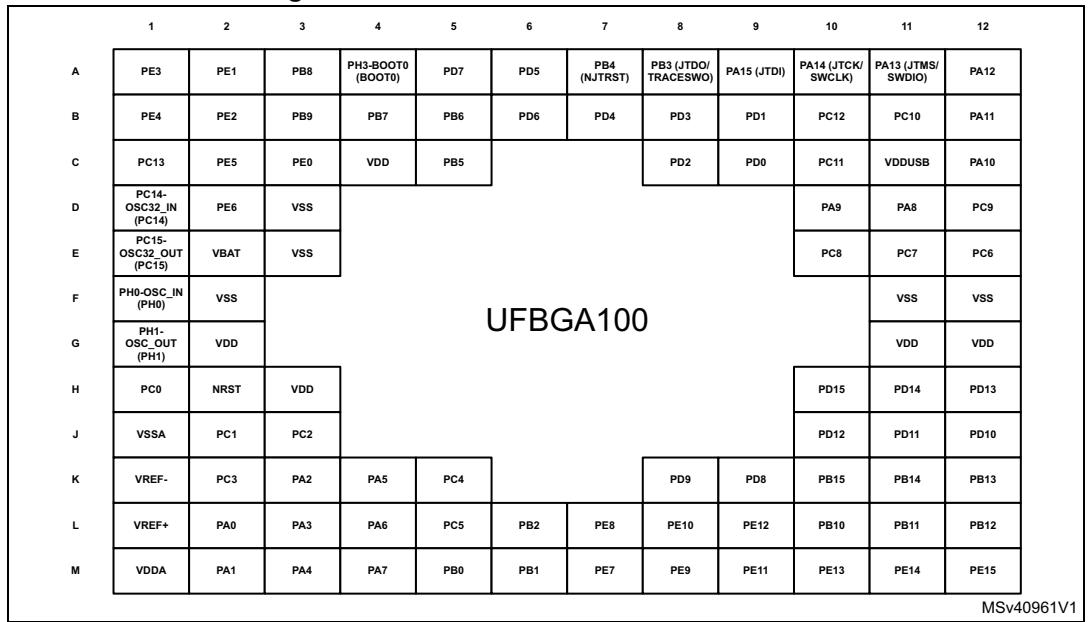 1 2 3 4 5 6 7 8 9 10 11 12
A PE3 PE1 PB8 PH3-BOOT0 (BOOT0) PD7 PD5 PB4 (NJTRST) PB3 (JTDO/ TRACESWO) PA15 (JTDI) PA14 (JTCK/ SWCLK) PA13 (JTMS/ SWDIO) PA12
B PE4 PE2 PB9 PB7 PB6 PD6 PD4 PD3 PD1 PC12 PC10 PA11
C PC13 PE5 PE0 VDD PB5 PD2 PD0 PC11 VDDUSB PA10
D PC14- OSC32_IN (PC14) PE6 VSS PA9 PA8 PC9
E PC15- OSC32_OUT (PC15) VBAT VSS PC8 PC7 PC6
F PH0-OSC_IN (PH0) VSS VSS VSS
UFBGA100
G PH1- OSC_OUT (PH1) VDD VDD VDD
H PC0 NRST VDD PD15 PD14 PD13
J VSSA PC1 PC2 PD12 PD11 PD10
K VREF- PC3 PA2 PA5 PC4 PD9 PD8 PB15 PB14 PB13
L VREF+ PA0 PA3 PA6 PC5 PB2 PE8 PE10 PE12 PB10 PB11 PB12
M VDDA PA1 PA4 PA7 PB0 PB1 PE7 PE9 PE11 PE13 PE14 PE15
MSv40961V1